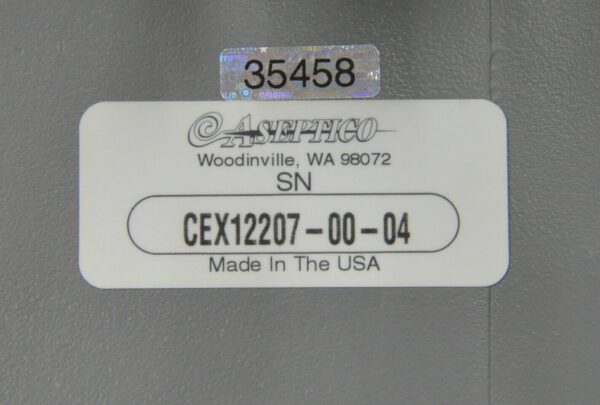 35458
ASEPTICO
Woodinville, WA 98072
SN
CEX12207-00-04
Made In The USA